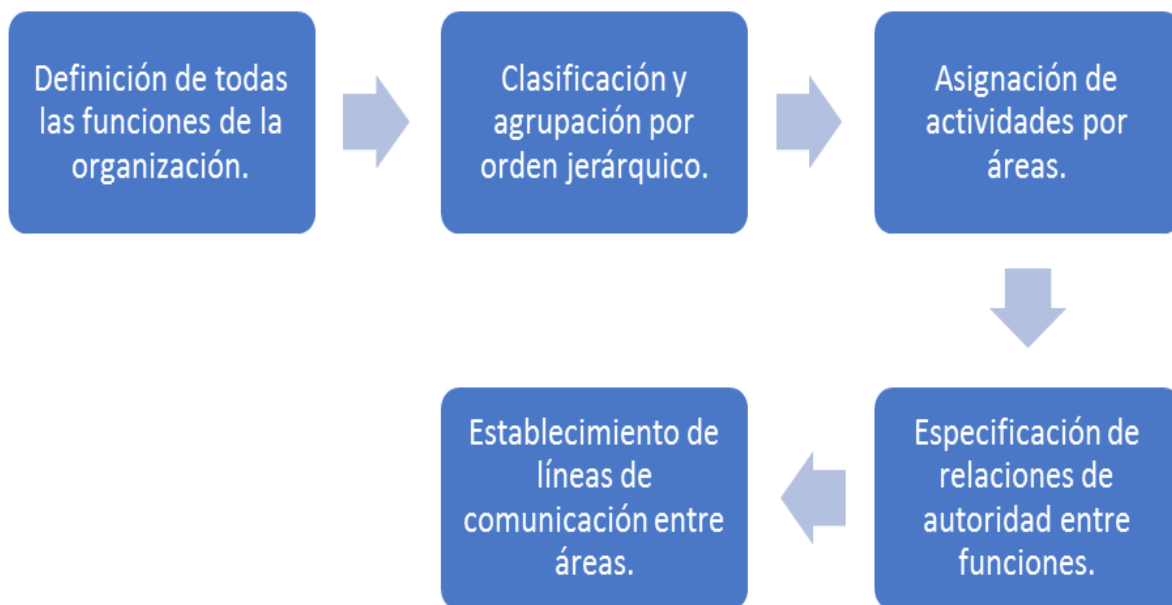 Definición de todas
las funciones de la
organización.
Clasificación y
agrupación por
orden jerárquico.
Asignación de
actividades por
áreas.
Especificación de
relaciones de
autoridad entre
funciones.
Establecimiento de
líneas de
comunicación entre
áreas.